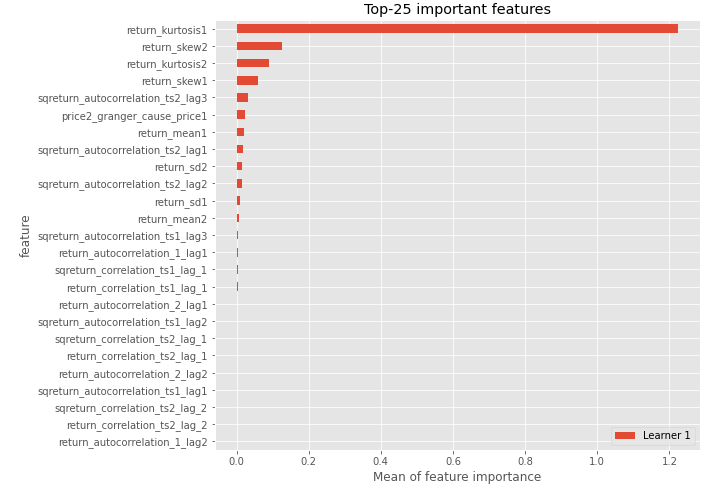 Top-25 important features
return_kurtosis1
return_skew2
return_kurtosis2
return_skew1
sqreturn_autocorrelation_ts2_lag3
price2_granger_cause_price1
return_mean1
sqreturn_autocorrelation_ts2_lag1
return_sd2
sqreturn_autocorrelation_ts2_lag2
return_sd1
return_mean2
sqreturn_autocorrelation_ts1_lag3
return_autocorrelation_1_lag1
sqreturn_correlation_ts1_lag_1
return_correlation_ts1_lag_1
return_autocorrelation_2_lag1
sqreturn_autocorrelation_ts1_lag2
sqreturn_correlation_ts2_lag_1
return_correlation_ts2_lag_1
return_autocorrelation_2_lag2
sqreturn_autocorrelation_ts1_lag1
sqreturn_correlation_ts2_lag_2
return_correlation_ts2_lag_2
return_autocorrelation_1_lag2
feature
Learner 1
0.0 0.2 0.4 0.6 0.8 1.0 1.2
Mean of feature importance